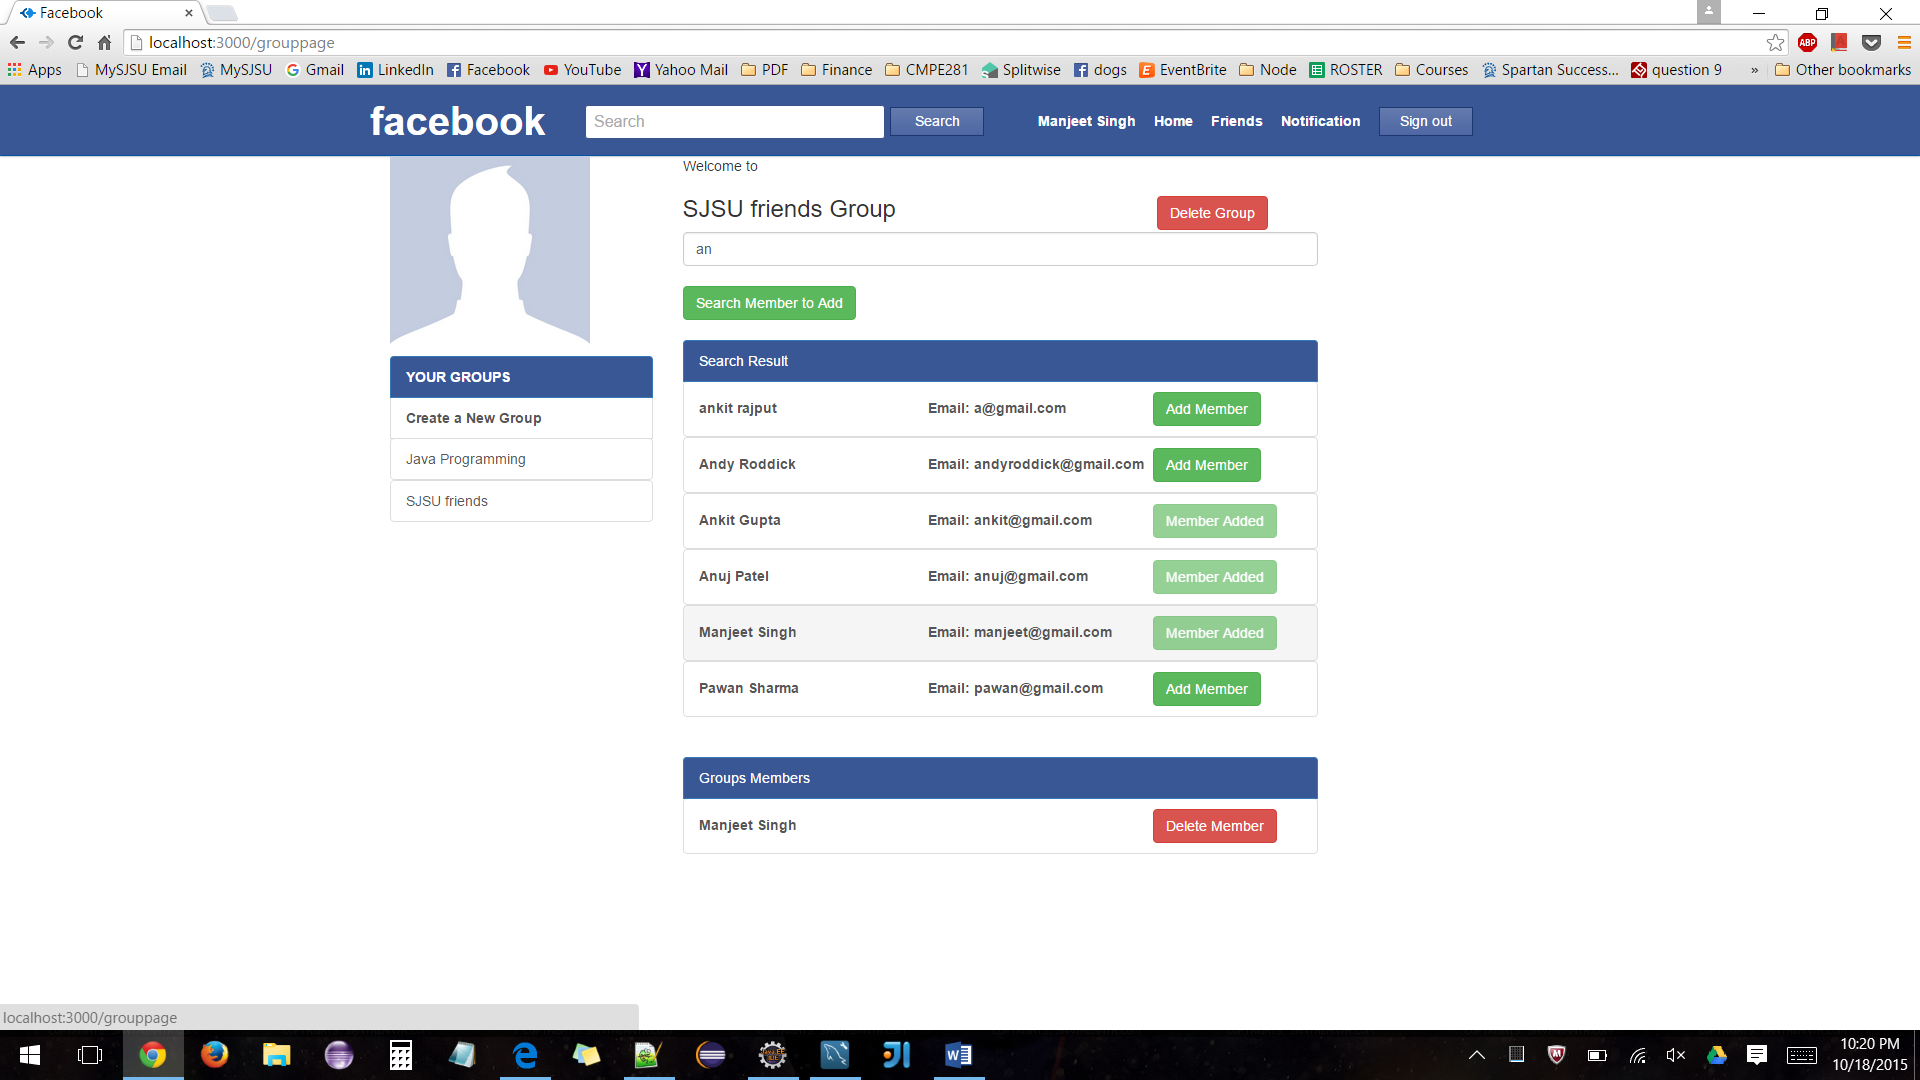 Facebook
localhost:3000/grouppage
Apps MySJSU Email MySJSU Gmail LinkedIn Facebook YouTube Yahoo Mail PDF Finance CMPE281 Splitwise dogs EventBrite Node ROSTER Courses Spartan Success... question 9 » Other bookmarks
facebook Search Search Manjeet Singh Home Friends Notification Sign out
Welcome to
SJSU friends Group Delete Group
an
Search Member to Add
YOUR GROUPS
Create a New Group
Java Programming
SJSU friends
Search Result
ankit rajput Email: a@gmail.com Add Member
Andy Roddick Email: andyroddick@gmail.com Add Member
Ankit Gupta Email: ankit@gmail.com Member Added
Anuj Patel Email: anuj@gmail.com Member Added
Manjeet Singh Email: manjeet@gmail.com Member Added
Pawan Sharma Email: pawan@gmail.com Add Member
Groups Members
Manjeet Singh Delete Member
localhost:3000/grouppage
10:20 PM
10/18/2015